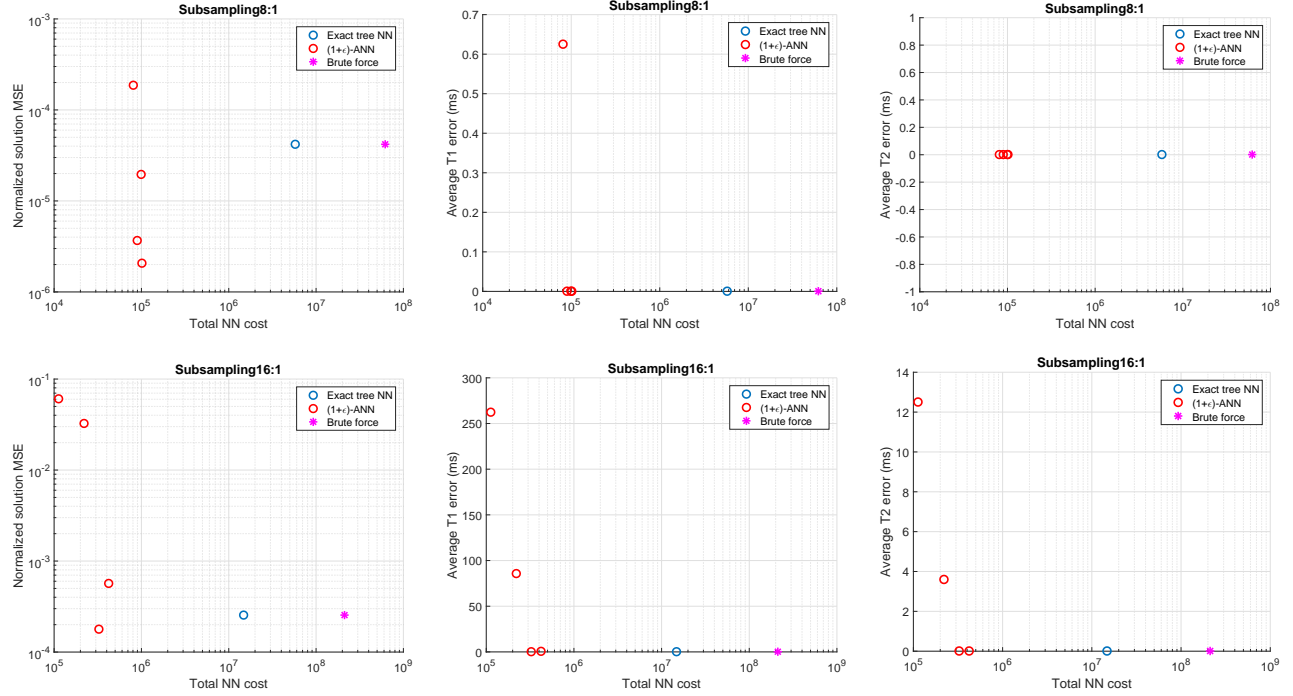 Subsampling8:1
10^-3
10^-4
10^-5
10^-6
Normalized solution MSE
Exact tree NN
(1+ϵ)-ANN
Brute force
10^4 10^5 10^6 10^7 10^8
Total NN cost
Subsampling8:1
0.7
0.6
0.5
0.4
0.3
0.2
0.1
0
Average T1 error (ms)
Exact tree NN
(1+ϵ)-ANN
Brute force
10^4 10^5 10^6 10^7 10^8
Total NN cost
Subsampling8:1
1
0.8
0.6
0.4
0.2
0
-0.2
-0.4
-0.6
-0.8
-1
Average T2 error (ms)
Exact tree NN
(1+ϵ)-ANN
Brute force
10^4 10^5 10^6 10^7 10^8
Total NN cost
Subsampling16:1
10^-1
10^-2
10^-3
10^-4
Normalized solution MSE
Exact tree NN
(1+ϵ)-ANN
Brute force
10^5 10^6 10^7 10^8 10^9
Total NN cost
Subsampling16:1
300
250
200
150
100
50
0
Average T1 error (ms)
Exact tree NN
(1+ϵ)-ANN
Brute force
10^5 10^6 10^7 10^8 10^9
Total NN cost
Subsampling16:1
14
12
10
8
6
4
2
0
Average T2 error (ms)
Exact tree NN
(1+ϵ)-ANN
Brute force
10^5 10^6 10^7 10^8 10^9
Total NN cost